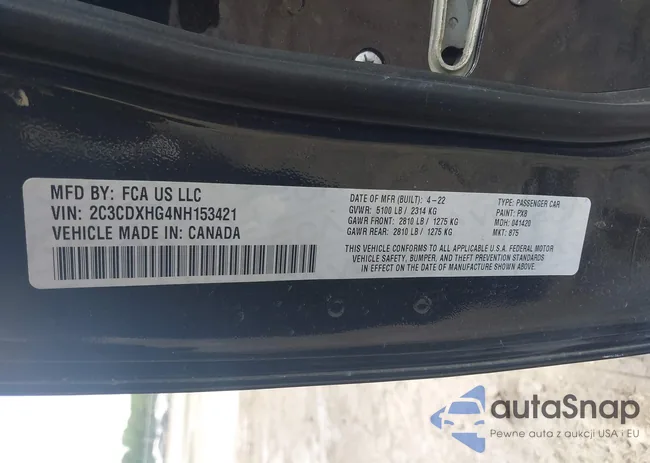 MFD BY: FCA US LLC
VIN: 2C3CDXHG4NH153421
VEHICLE MADE IN: CANADA
DATE OF MFR (BUILT): 4-22
GVWR: 5100 LB / 2314 KG
GAWR FRONT: 2810 LB / 1275 KG
GAWR REAR: 2810 LB / 1275 KG
TYPE: PASSENGER CAR
PAINT: PX8
MDH: 041420
MKT: 875
THIS VEHICLE CONFORMS TO ALL APPLICABLE U.S.A. FEDERAL MOTOR
VEHICLE SAFETY, BUMPER, AND THEFT PREVENTION STANDARDS
IN EFFECT ON THE DATE OF MANUFACTURE SHOWN ABOVE.
autaSnap
Pewne auta z aukcji USA i EU